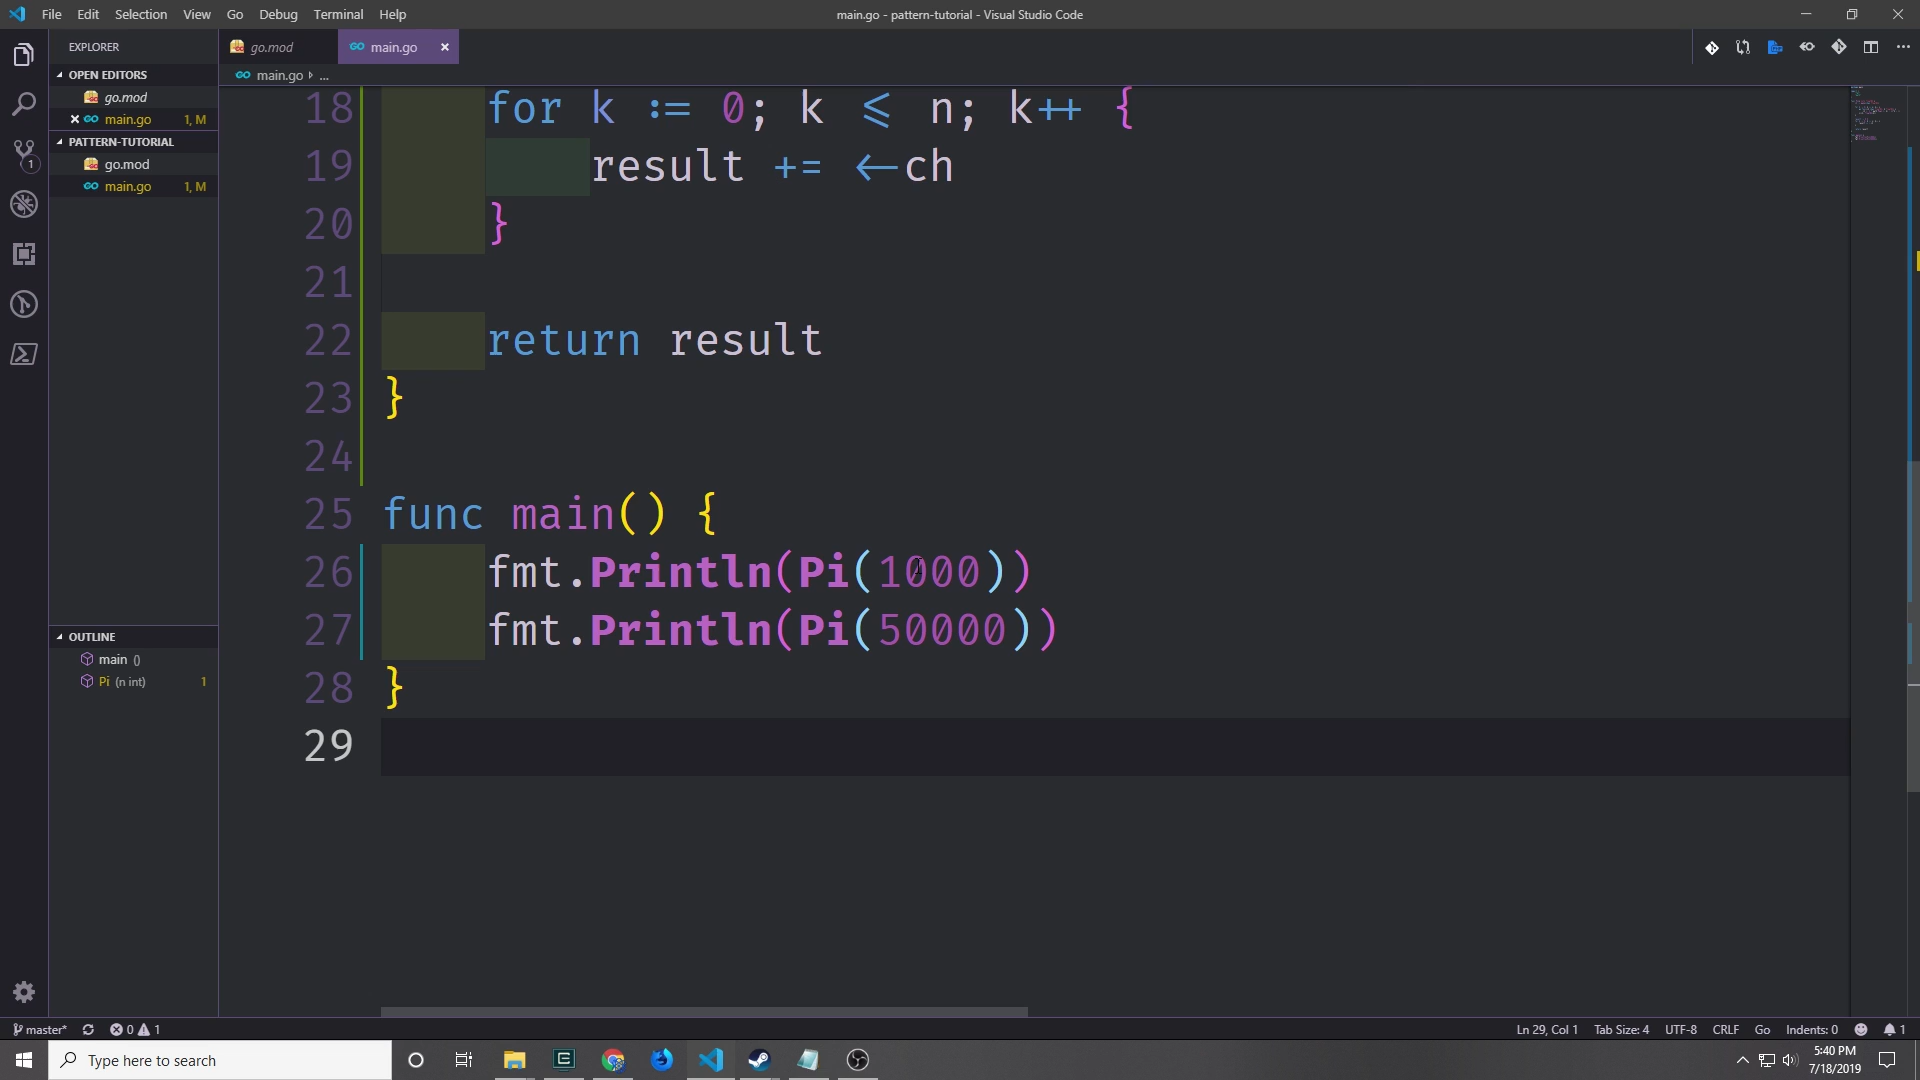 File Edit Selection View Go Debug Terminal Help
main.go - pattern-tutorial - Visual Studio Code
EXPLORER
OPEN EDITORS
go.mod
main.go 1, M
PATTERN-TUTORIAL
go.mod
main.go 1, M
OUTLINE
main ()
Pi (n int) 1
1
go.mod
main.go
main.go › ...
18 for k := 0; k <= n; k++ {
19 result += <-ch
20 }
21
22 return result
23 }
24
25 func main() {
26 fmt.Println(Pi(1000))
27 fmt.Println(Pi(50000))
28 }
29
master* 0 1
Ln 29, Col 1 Tab Size: 4 UTF-8 CRLF Go Indents: 0 1
Type here to search
5:40 PM
7/18/2019